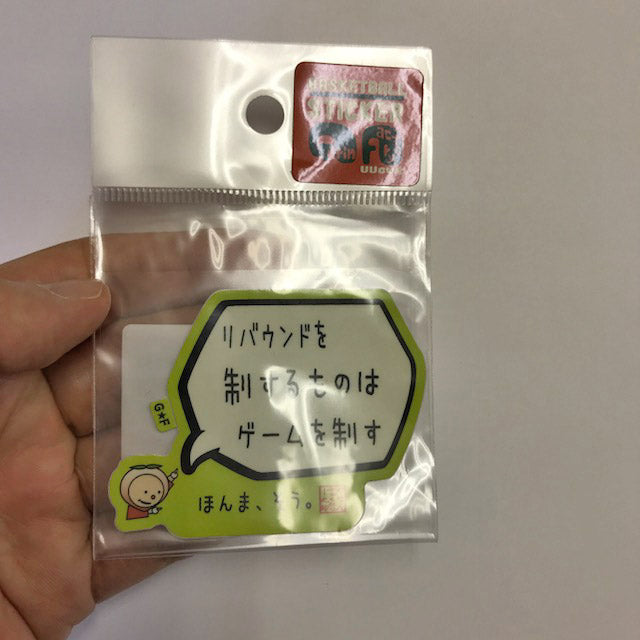 BASKETBALL
STICKER
リバウンドを
制するものは
ゲームを制す
G★F
ほんま、そう。